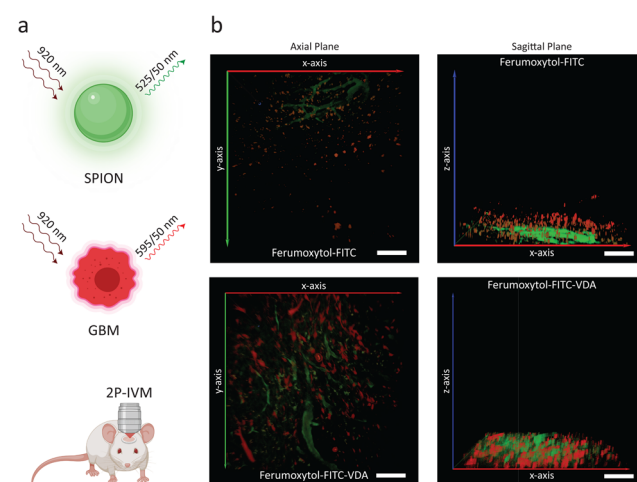 a
920 nm
525/50 nm
SPION
920 nm
595/50 nm
GBM
2P-IVM
b
Axial Plane
Sagittal Plane
x-axis
y-axis
Ferumoxytol-FITC
Ferumoxytol-FITC
z-axis
x-axis
x-axis
y-axis
Ferumoxytol-FITC-VDA
Ferumoxytol-FITC-VDA
z-axis
x-axis